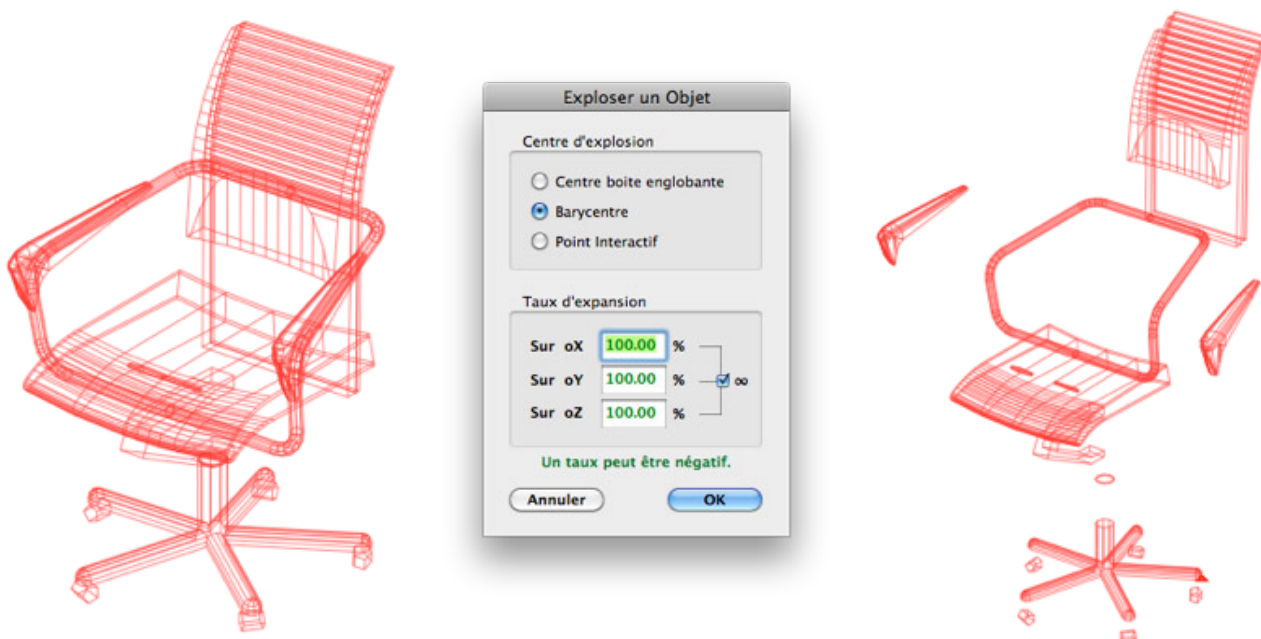 Exploser un Objet
Centre d'explosion
Centre boite englobante
Barycentre
Point Interactif
Taux d'expansion
Sur oX 100.00 %
Sur oY 100.00 % ∞
Sur oZ 100.00 %
Un taux peut être négatif.
Annuler OK